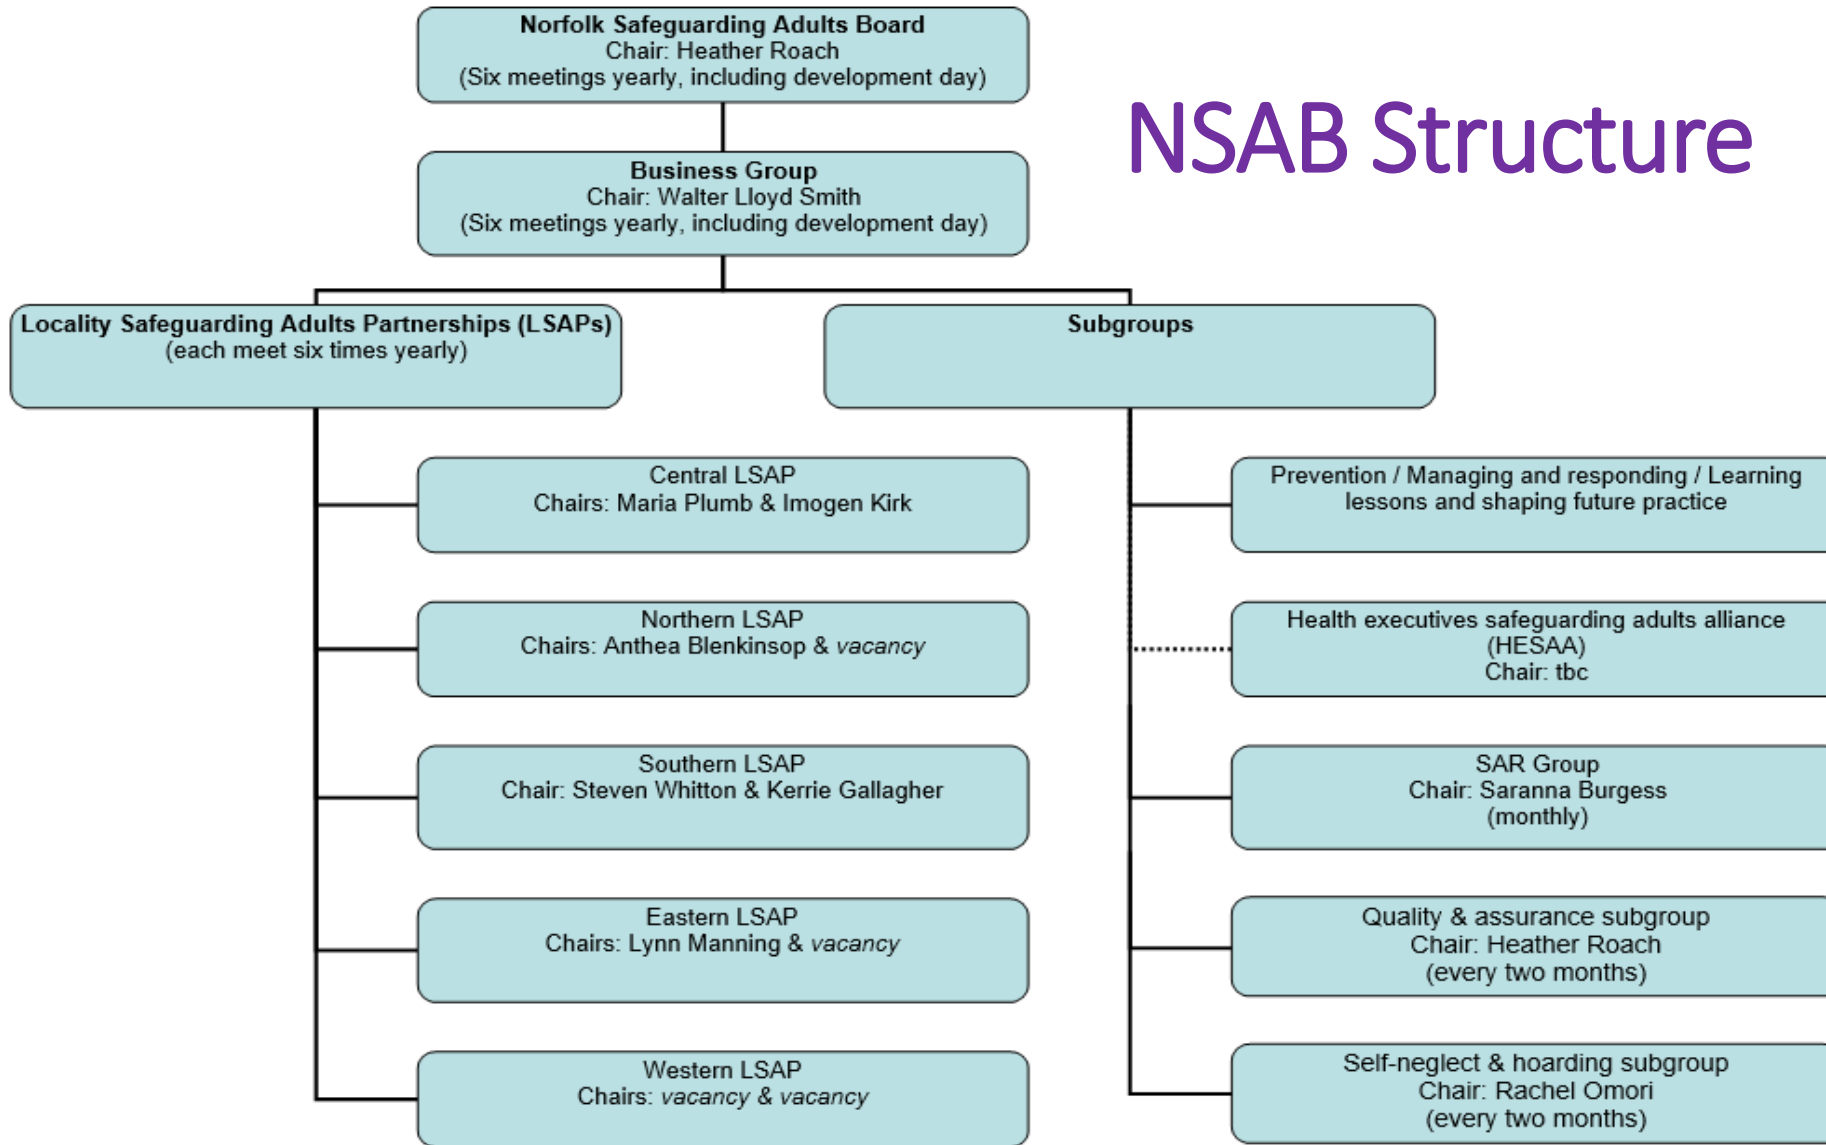 Norfolk Safeguarding Adults Board
Chair: Heather Roach
(Six meetings yearly, including development day)
NSAB Structure
Business Group
Chair: Walter Lloyd Smith
(Six meetings yearly, including development day)
Locality Safeguarding Adults Partnerships (LSAPs)
(each meet six times yearly)
Central LSAP
Chairs: Maria Plumb & Imogen Kirk
Northern LSAP
Chairs: Anthea Blenkinsop & vacancy
Southern LSAP
Chair: Steven Whitton & Kerrie Gallagher
Eastern LSAP
Chairs: Lynn Manning & vacancy
Western LSAP
Chairs: vacancy & vacancy
Subgroups
Prevention / Managing and responding / Learning
lessons and shaping future practice
Health executives safeguarding adults alliance
(HESAA)
Chair: tbc
SAR Group
Chair: Saranna Burgess
(monthly)
Quality & assurance subgroup
Chair: Heather Roach
(every two months)
Self-neglect & hoarding subgroup
Chair: Rachel Omori
(every two months)